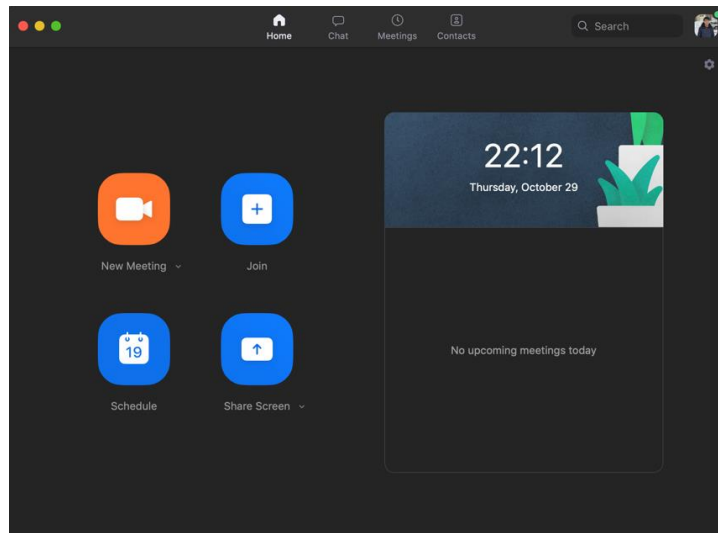 Home
Chat
Meetings
Contacts
Search
22:12
Thursday, October 29
New Meeting
Join
19
Schedule
Share Screen
No upcoming meetings today